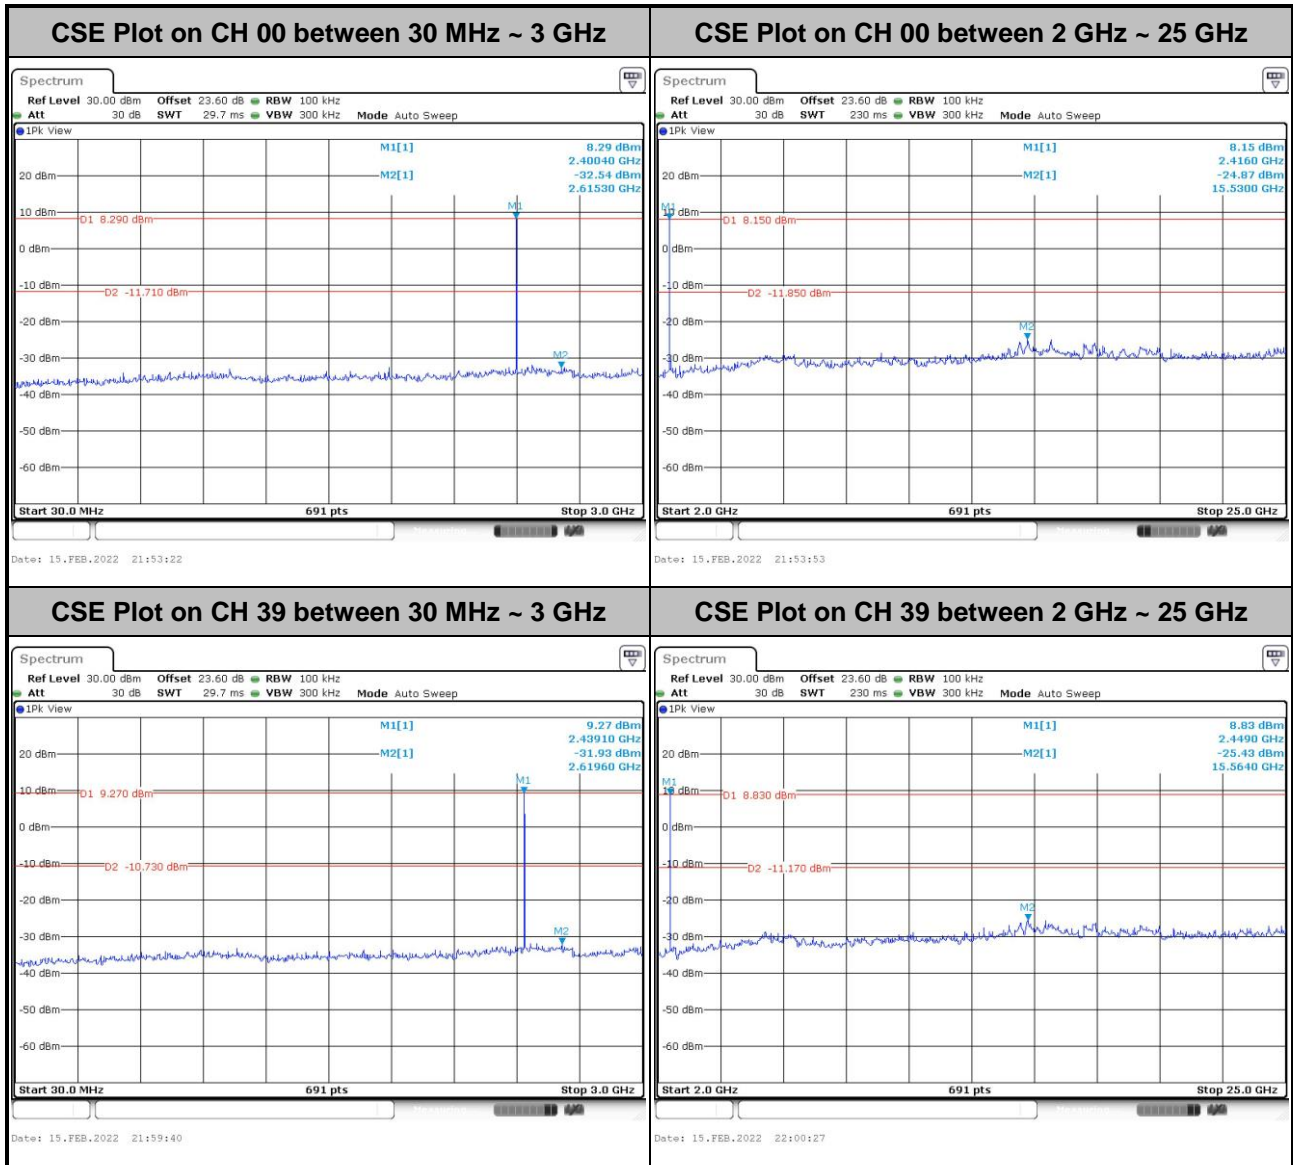 CSE Plot on CH 00 between 30 MHz ~ 3 GHz
Spectrum
Ref Level 30.00 dBm Offset 23.60 dB RBW 100 kHz
Att 30 dB SWT 29.7 ms VBW 300 kHz Mode Auto Sweep
1Pk View
M1[1] 8.29 dBm
2.40040 GHz
20 dBm M2[1] -32.54 dBm
2.61530 GHz
M1
10 dBm
D1 8.290 dBm
0 dBm
-10 dBm
D2 -11.710 dBm
-20 dBm
-30 dBm
M2
-40 dBm
-50 dBm
-60 dBm
Start 30.0 MHz 691 pts Stop 3.0 GHz
Date: 15.FEB.2022 21:53:22
CSE Plot on CH 00 between 2 GHz ~ 25 GHz
Spectrum
Ref Level 30.00 dBm Offset 23.60 dB RBW 100 kHz
Att 30 dB SWT 230 ms VBW 300 kHz Mode Auto Sweep
1Pk View
M1[1] 8.15 dBm
2.4160 GHz
20 dBm M2[1] -24.87 dBm
15.5300 GHz
M1
10 dBm
D1 8.150 dBm
0 dBm
-10 dBm
D2 -11.850 dBm
-20 dBm
M2
-30 dBm
-40 dBm
-50 dBm
-60 dBm
Start 2.0 GHz 691 pts Stop 25.0 GHz
Date: 15.FEB.2022 21:53:53
CSE Plot on CH 39 between 30 MHz ~ 3 GHz
Spectrum
Ref Level 30.00 dBm Offset 23.60 dB RBW 100 kHz
Att 30 dB SWT 29.7 ms VBW 300 kHz Mode Auto Sweep
1Pk View
M1[1] 9.27 dBm
2.43910 GHz
20 dBm M2[1] -31.93 dBm
2.61960 GHz
M1
10 dBm
D1 9.270 dBm
0 dBm
-10 dBm
D2 -10.730 dBm
-20 dBm
M2
-30 dBm
-40 dBm
-50 dBm
-60 dBm
Start 30.0 MHz 691 pts Stop 3.0 GHz
Date: 15.FEB.2022 21:59:40
CSE Plot on CH 39 between 2 GHz ~ 25 GHz
Spectrum
Ref Level 30.00 dBm Offset 23.60 dB RBW 100 kHz
Att 30 dB SWT 230 ms VBW 300 kHz Mode Auto Sweep
1Pk View
M1[1] 8.83 dBm
2.4490 GHz
20 dBm M2[1] -25.43 dBm
15.5640 GHz
M1
10 dBm
D1 8.830 dBm
0 dBm
-10 dBm
D2 -11.170 dBm
-20 dBm
M2
-30 dBm
-40 dBm
-50 dBm
-60 dBm
Start 2.0 GHz 691 pts Stop 25.0 GHz
Date: 15.FEB.2022 22:00:27